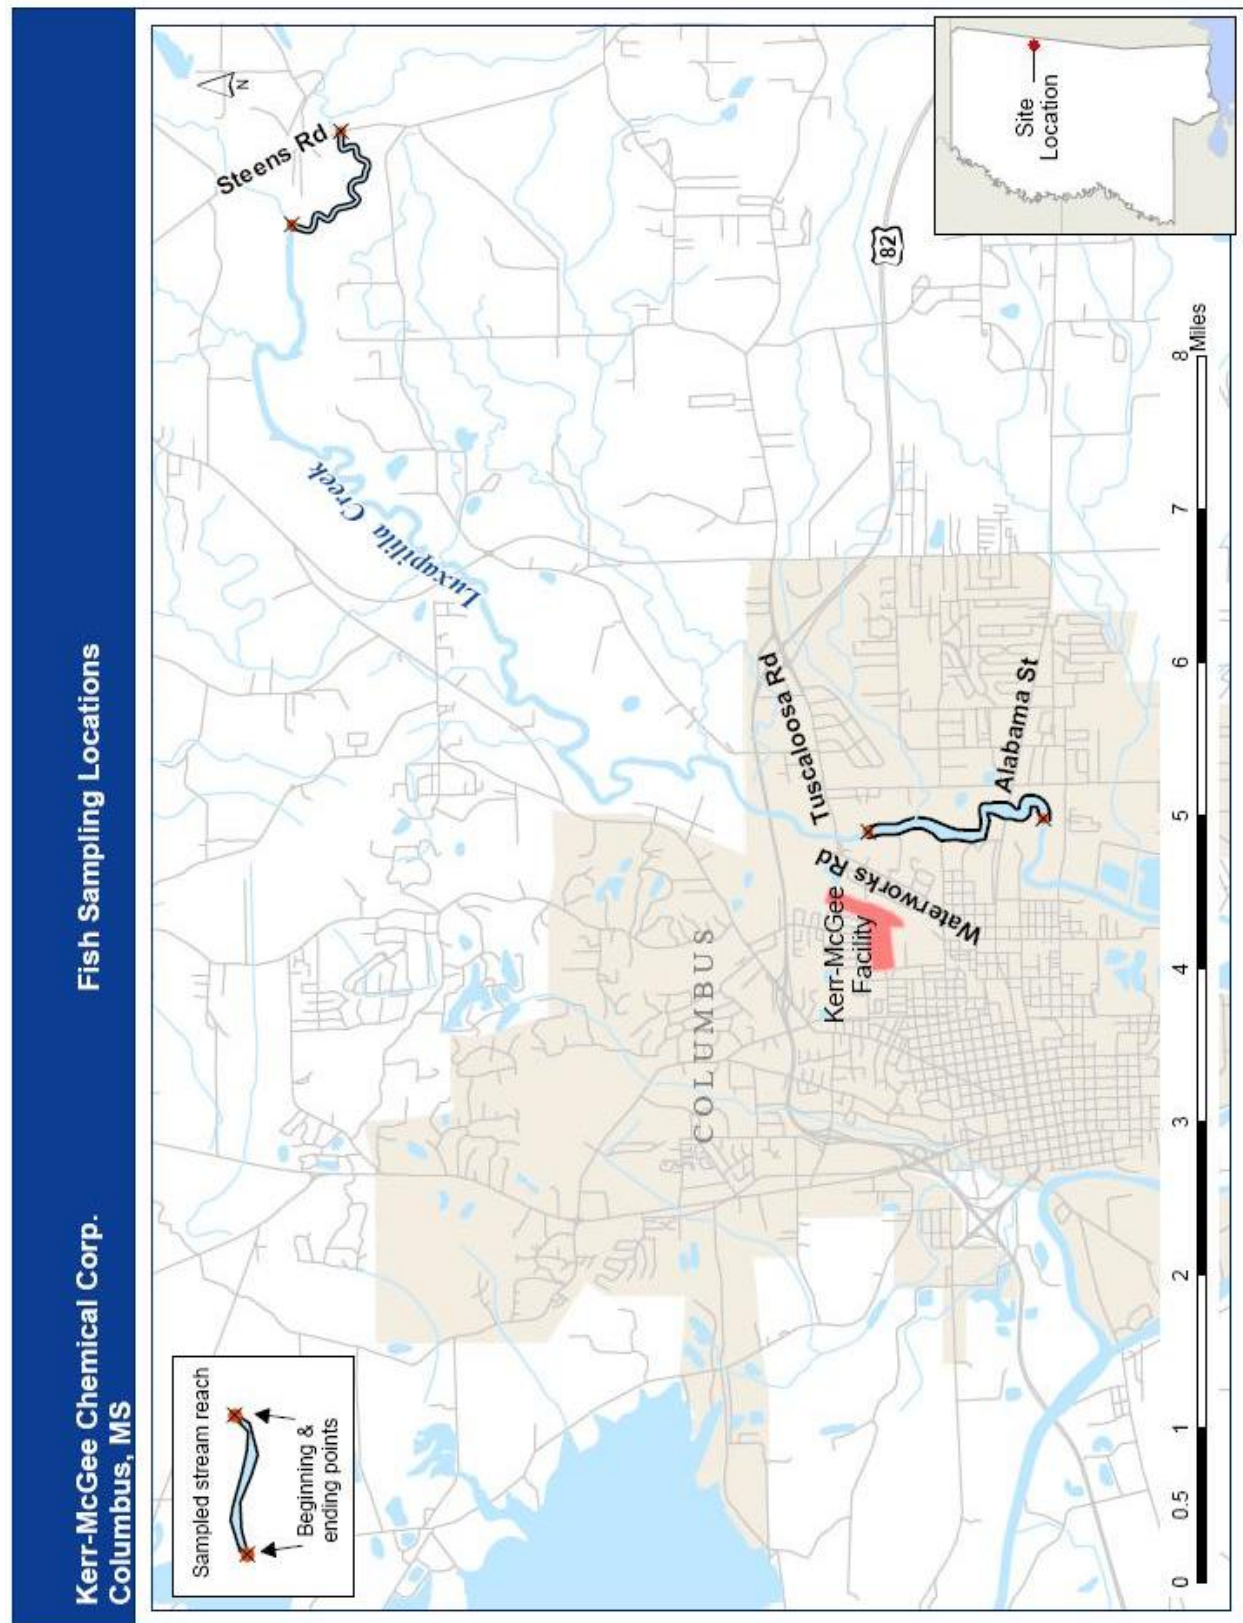 Kerr-McGee Chemical Corp.
Columbus, MS
Fish Sampling Locations
Sampled stream reach
Beginning &
ending points
N
Steens Rd
Luxapilila Creek
COLUMBUS
Tuscaloosa Rd
82
Kerr-McGee
Facility
Waterworks Rd
Alabama St
Site
Location
0 0.5 1 2 3 4 5 6 7 8
Miles